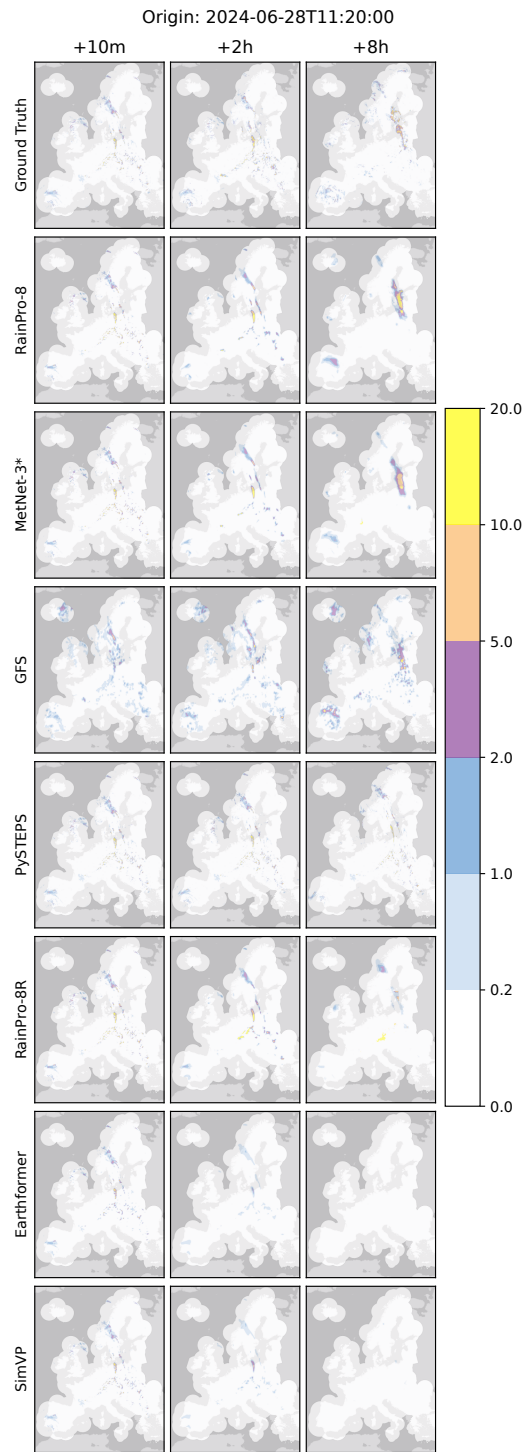 Origin: 2024-06-28T11:20:00
+10m +2h +8h
Ground Truth
RainPro-8
MetNet-3*
GFS
PySTEPS
RainPro-8R
Earthformer
SimVP
20.0
10.0
5.0
2.0
1.0
0.2
0.0